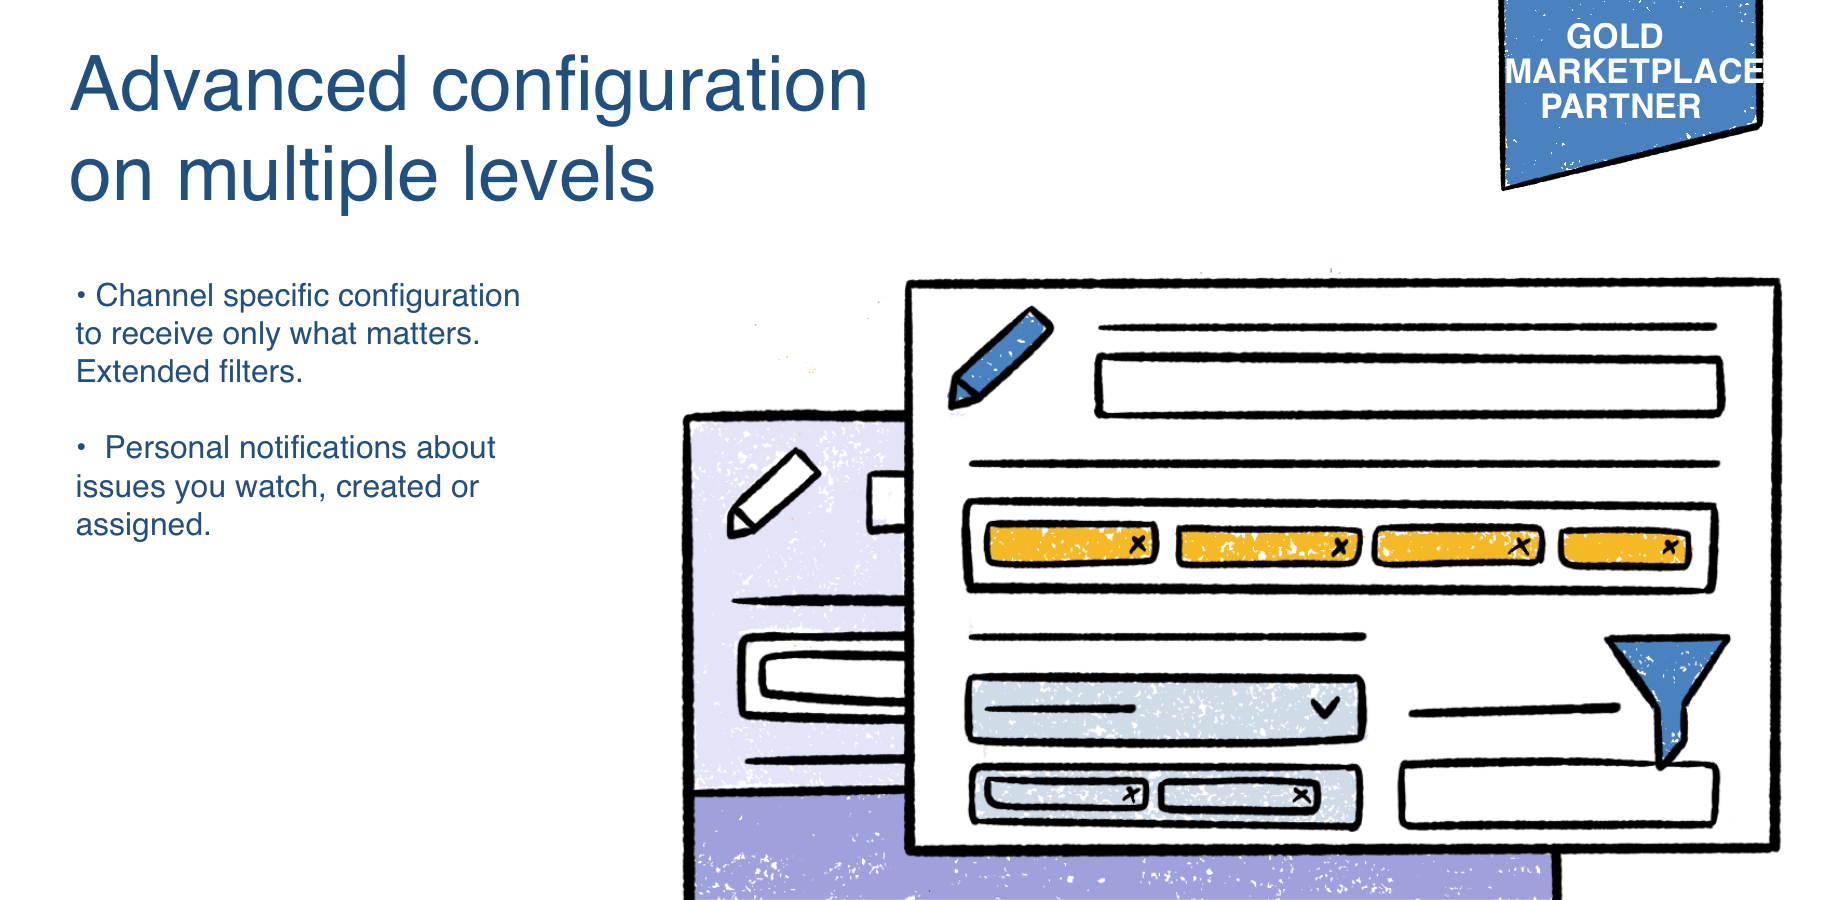 Advanced configuration
on multiple levels
GOLD
MARKETPLACE
PARTNER
• Channel specific configuration
to receive only what matters.
Extended filters.
• Personal notifications about
issues you watch, created or
assigned.